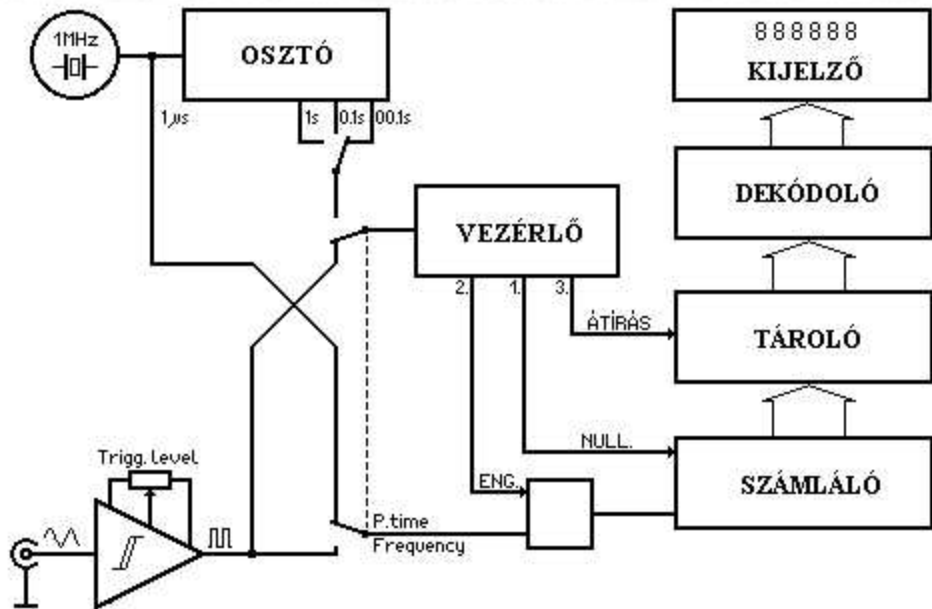 1MHz
OSZTÓ
888888
KIJELZŐ
1µs
1s
0.1s
00.1s
DEKÓDOLÓ
VEZÉRLŐ
2.
1.
3.
ÁTÍRÁS
TÁROLÓ
NULL.
Trigg. level
ENG.
SZÁMLÁLÓ
P.time
Frequency